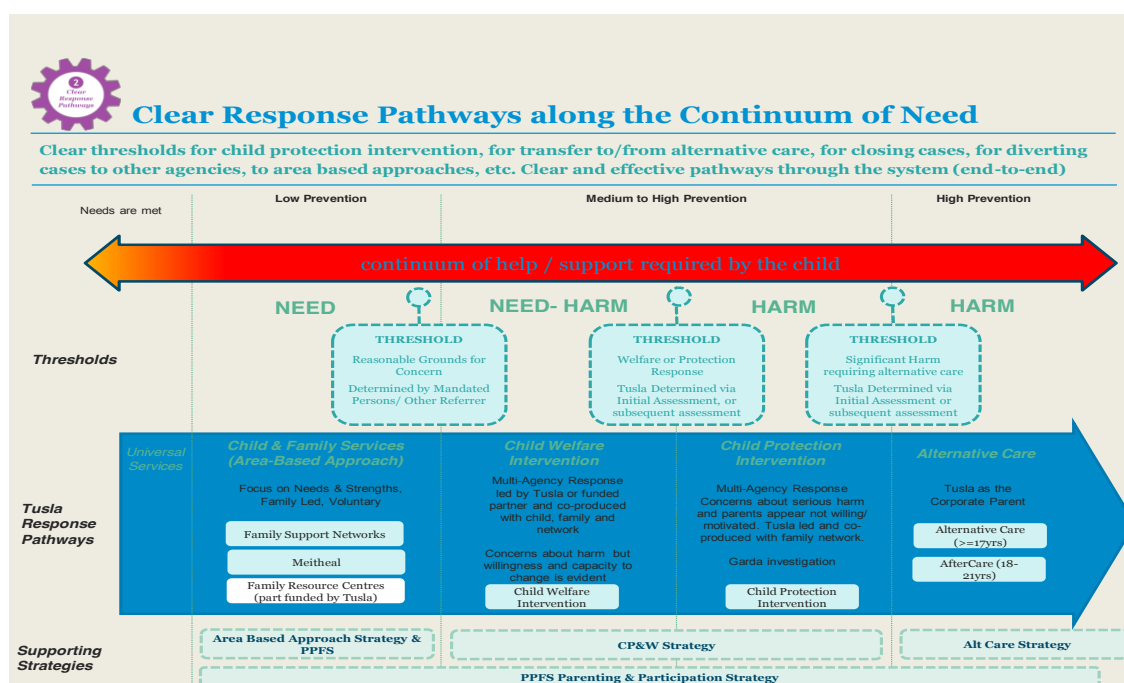 2
Clear
Response
Pathways
Clear Response Pathways along the Continuum of Need
Clear thresholds for child protection intervention, for transfer to/from alternative care, for closing cases, for diverting
cases to other agencies, to area based approaches, etc. Clear and effective pathways through the system (end-to-end)
Needs are met
Low Prevention
Medium to High Prevention
High Prevention
continuum of help / support required by the child
NEED
NEED- HARM
HARM
HARM
Thresholds
THRESHOLD
Reasonable Grounds for
Concern
Determined by Mandated
Persons/ Other Referrer
THRESHOLD
Welfare or Protection
Response
Tusla Determined via
Initial Assessment, or
subsequent assessment
THRESHOLD
Significant Harm
requiring alternative care
Tusla Determined via
Initial Assessment or
subsequent assessment
Tusla
Response
Pathways
Universal
Services
Child & Family Services
(Area-Based Approach)
Focus on Needs & Strengths,
Family Led, Voluntary
Family Support Networks
Meitheal
Family Resource Centres
(part funded by Tusla)
Child Welfare
Intervention
Multi-Agency Response
led by Tusla or funded
partner and co-produced
with child, family and
network
Concerns about harm but
willingness and capacity to
change is evident
Child Welfare
Intervention
Child Protection
Intervention
Multi-Agency Response
Concerns about serious harm
and parents appear not willing/
motivated. Tusla led and co-
produced with family network.
Garda investigation
Child Protection
Intervention
Alternative Care
Tusla as the
Corporate Parent
Alternative Care
(>=17yrs)
AfterCare (18-
21yrs)
Supporting
Strategies
Area Based Approach Strategy &
PPFS
CP&W Strategy
Alt Care Strategy
PPFS Parenting & Participation Strategy